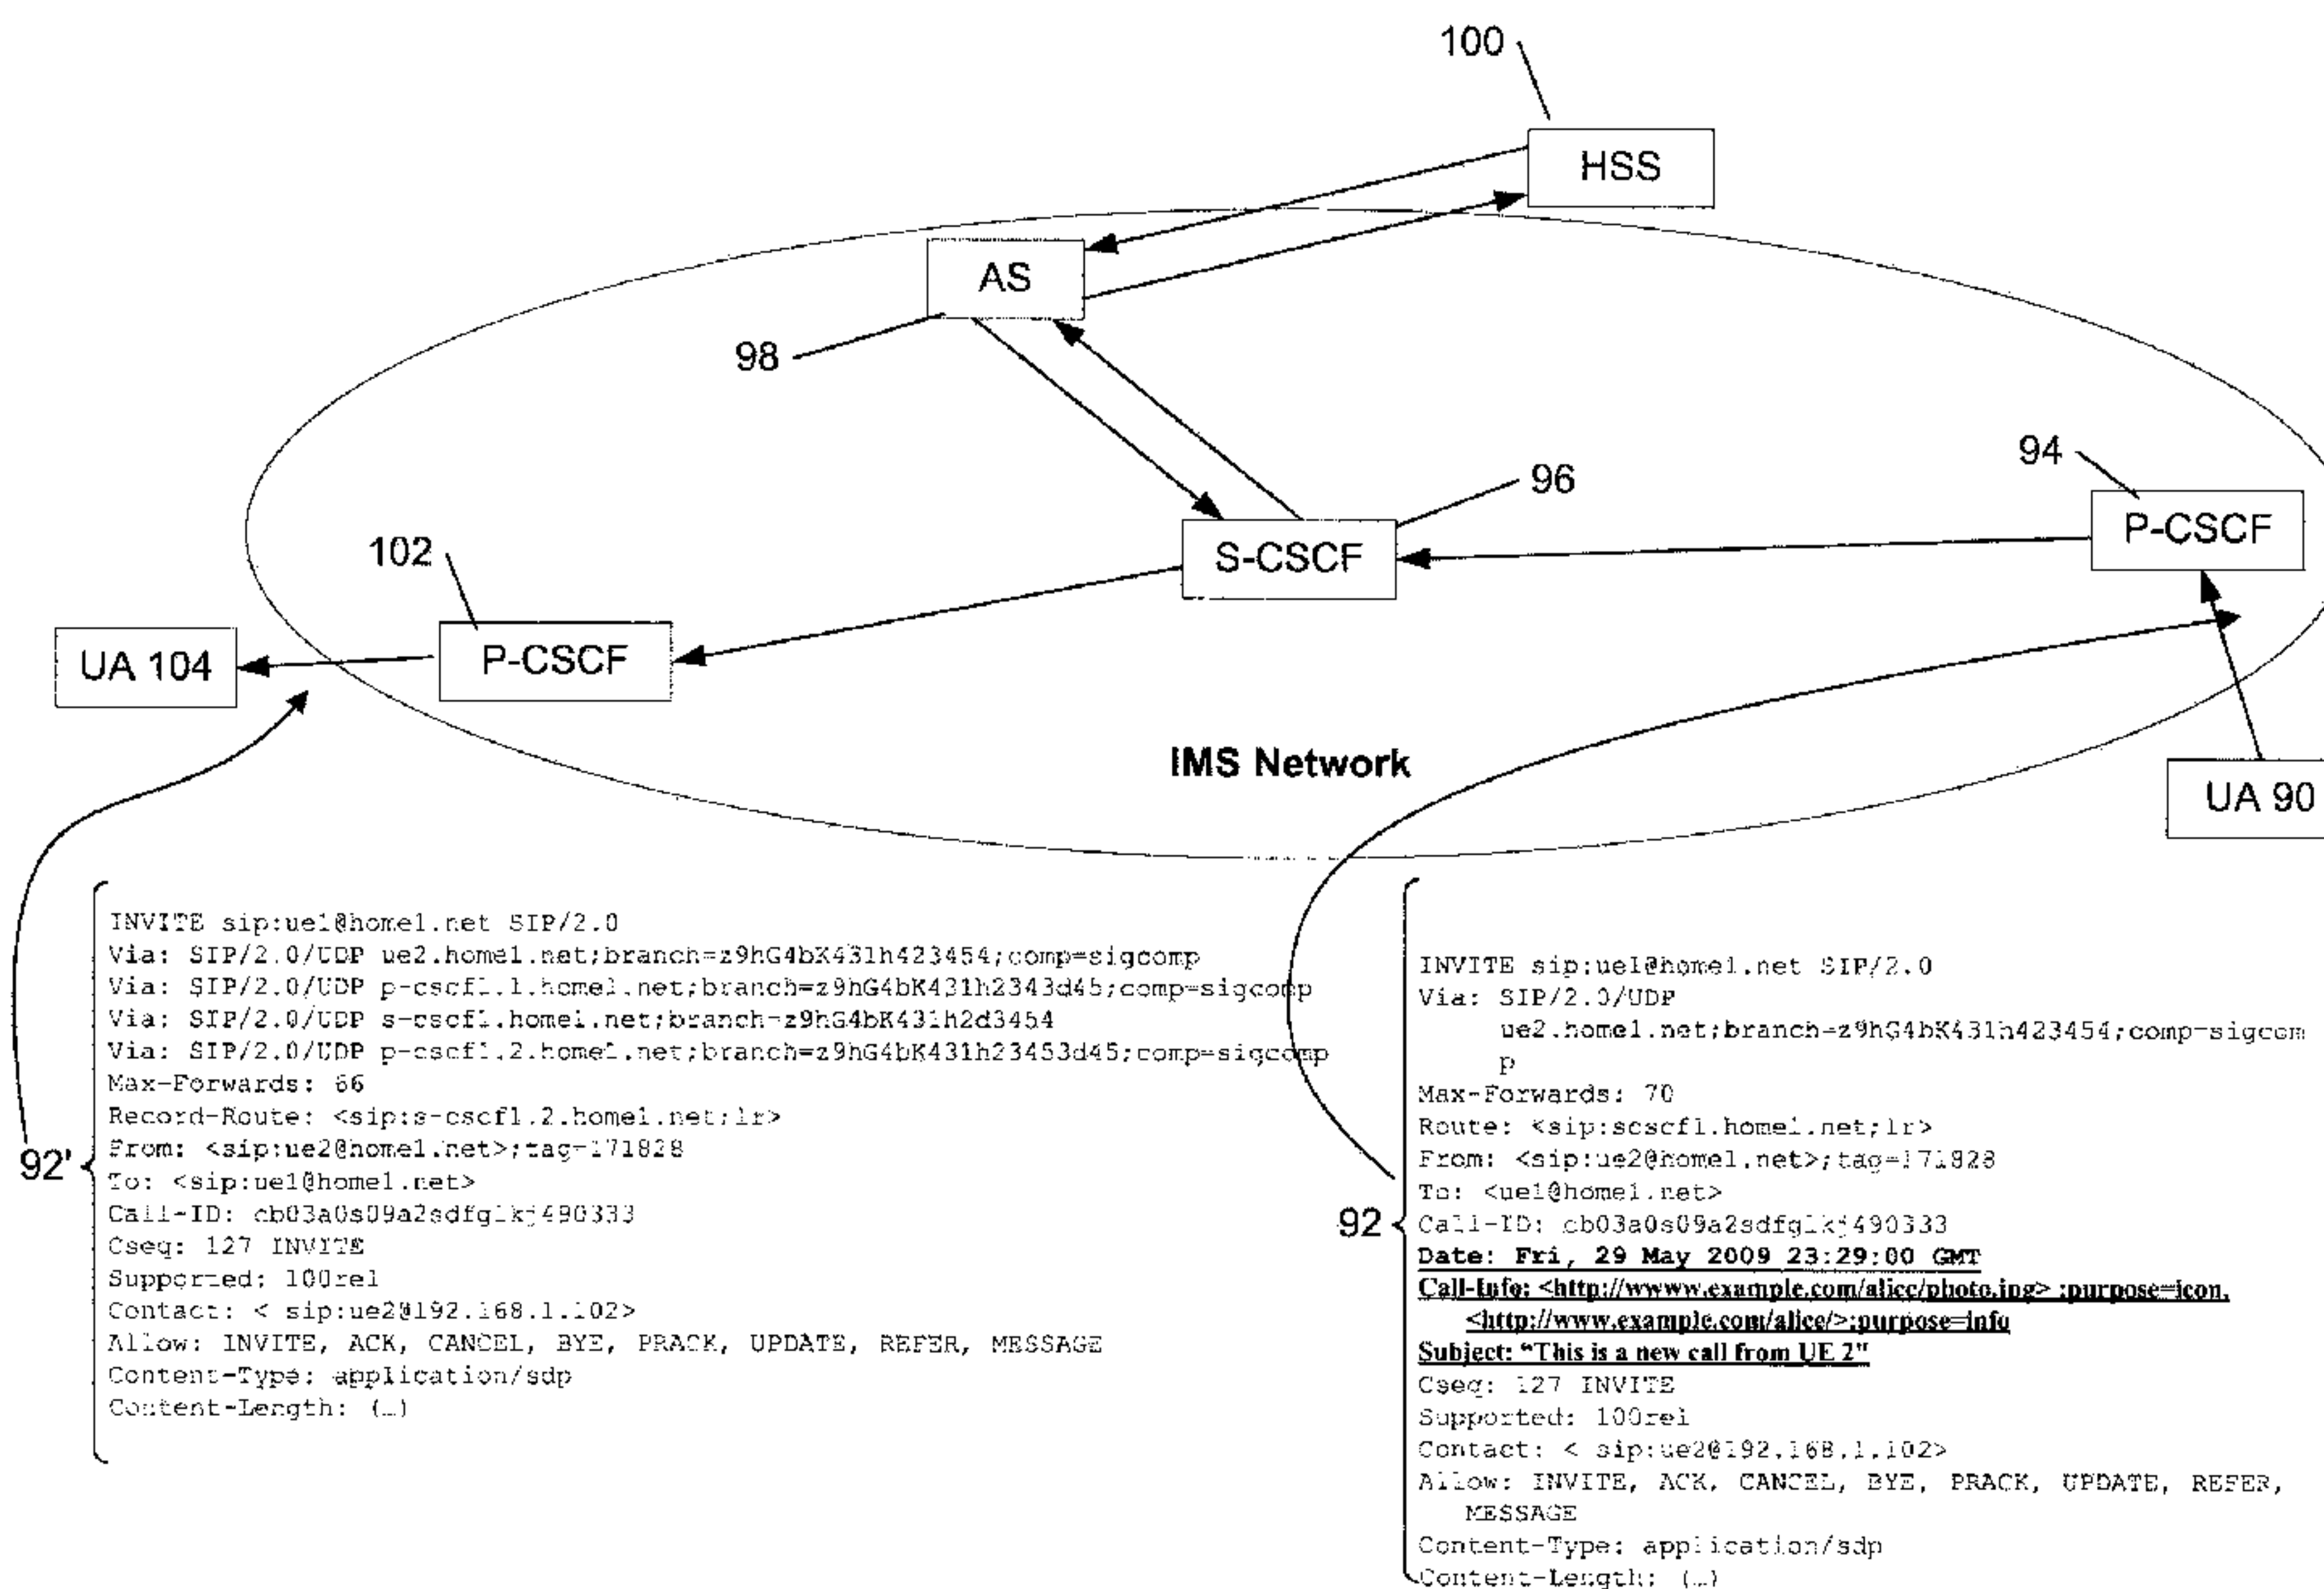 100
HSS
AS
98
94
96
P-CSCF
S-CSCF
102
UA 104
P-CSCF
IMS Network
UA 90
INVITE sip:ue1@home1.net SIP/2.0
Via: SIP/2.0/UDP ue2.home1.net;branch=z9hG4bK431h423454;comp=sigcomp
Via: SIP/2.0/UDP p-cscf1.1.home1.net;branch=z9hG4bK431h2343d45;comp=sigcomp
Via: SIP/2.0/UDP s-cscf1.home1.net;branch=z9hG4bK431h2d3454
Via: SIP/2.0/UDP p-cscf1.2.home1.net;branch=z9hG4bK431h23453d45;comp=sigcomp
Max-Forwards: 66
Record-Route: <sip:s-cscf1.2.home1.net;lr>
From: <sip:ue2@home1.net>;tag=171828
92'
To: <sip:ue1@home1.net>
Call-ID: cb03a0s09a2sdfglkj490333
Cseq: 127 INVITE
Supported: 100rel
Contact: < sip:ue2@192.168.1.102>
Allow: INVITE, ACK, CANCEL, BYE, PRACK, UPDATE, REFER, MESSAGE
Content-Type: application/sdp
Content-Length: (…)
INVITE sip:ue1@home1.net SIP/2.0
Via: SIP/2.0/UDP
ue2.home1.net;branch=z9hG4bK431h423454;comp=sigcom
p
Max-Forwards: 70
Route: <sip:scscf1.home1.net;lr>
From: <sip:ue2@home1.net>;tag=171828
To: <ue1@home1.net>
92
Call-ID: cb03a0s09a2sdfglkj490333
Date: Fri, 29 May 2009 23:29:00 GMT
Call-Info: <http://wwww.example.com/alice/photo.jpg> ;purpose=icon,
<http://www.example.com/alice/>;purpose=info
Subject: “This is a new call from UE 2"
Cseq: 127 INVITE
Supported: 100rel
Contact: < sip:ue2@192.168.1.102>
Allow: INVITE, ACK, CANCEL, BYE, PRACK, UPDATE, REFER,
MESSAGE
Content-Type: application/sdp
Content-Length: (…)